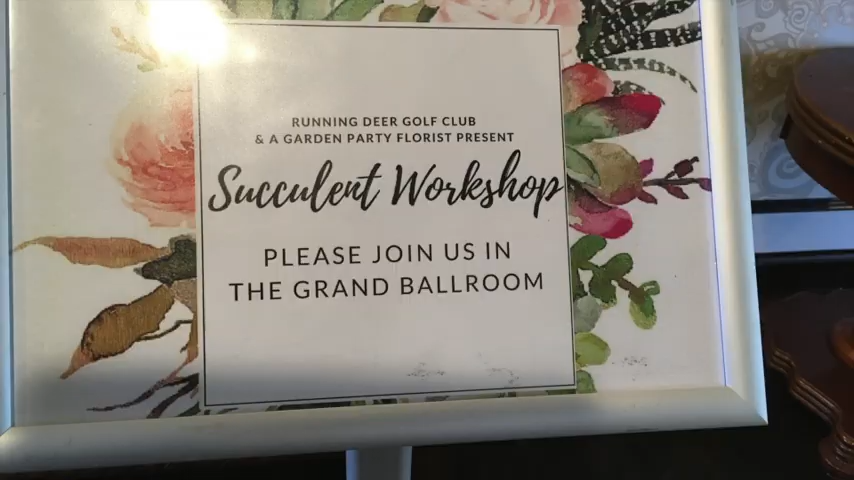 RUNNING DEER GOLF CLUB
& A GARDEN PARTY FLORIST PRESENT
Succulent Workshop
PLEASE JOIN US IN
THE GRAND BALLROOM